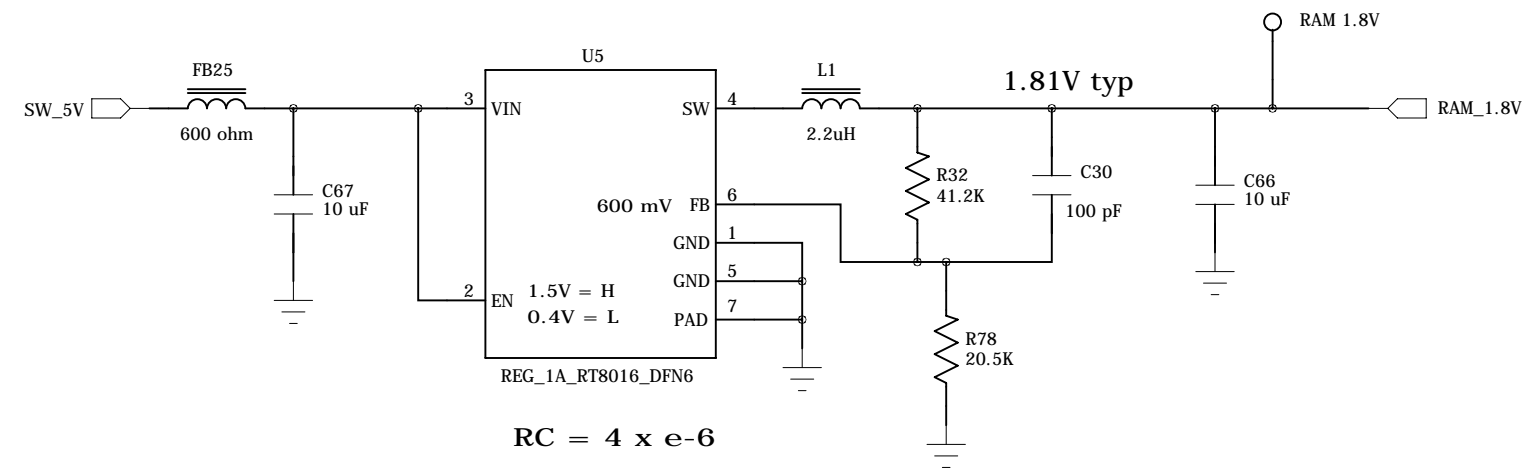 RAM 1.8V
U5
FB25
L1
1.81V typ
SW_5V
3
VIN
SW
4
RAM_1.8V
600 ohm
2.2uH
C67
10 uF
R32
41.2K
C30
100 pF
C66
10 uF
600 mV
FB
6
GND
1
GND
5
2
EN
1.5V = H
0.4V = L
PAD
7
R78
20.5K
REG_1A_RT8016_DFN6
RC = 4 x e-6